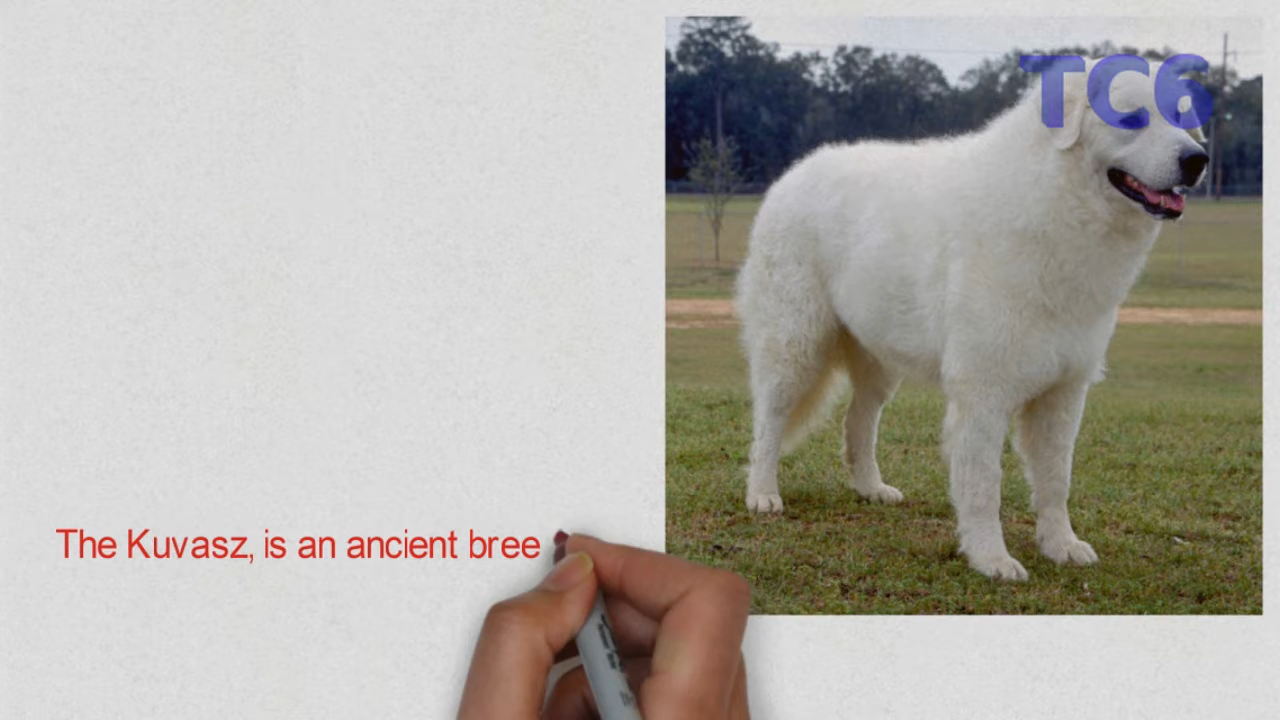 TC6
The Kuvasz, is an ancient bree